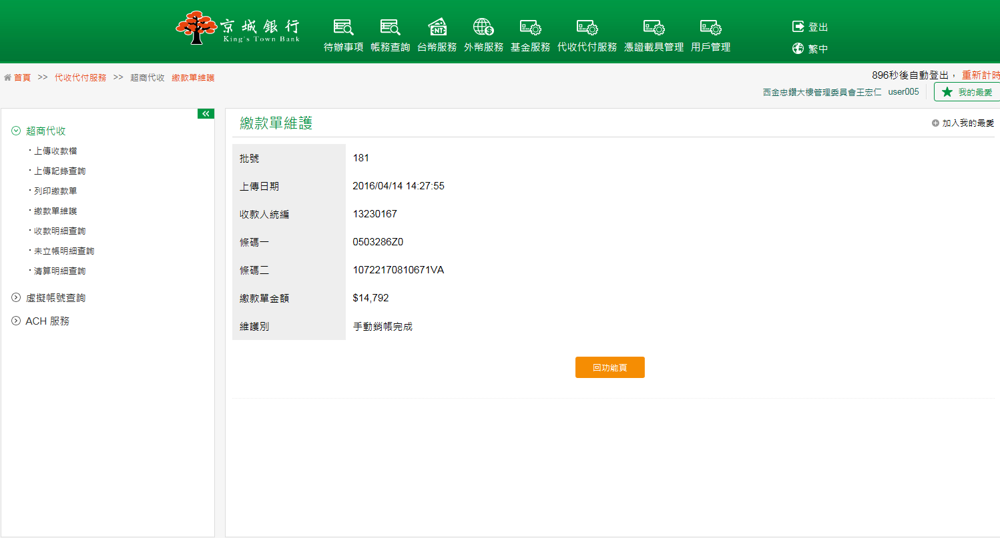 京城銀行
King's Town Bank
NT
待辦事項 帳務查詢 台幣服務 外幣服務 基金服務 代收代付服務 憑證載具管理 用戶管理
登出
繁中
首頁 >> 代收代付服務 >> 超商代收 繳款單維護
896秒後自動登出， 重新計時
西金忠鑽大樓管理委員會王宏仁 user005
我的最愛
超商代收
‧上傳收款檔
‧上傳記錄查詢
‧列印繳款單
‧繳款單維護
‧收款明細查詢
‧未立帳明細查詢
‧清算明細查詢
虛擬帳號查詢
ACH 服務
繳款單維護
加入我的最愛
批號 181
上傳日期 2016/04/14 14:27:55
收款人統編 13230167
條碼一 0503286Z0
條碼二 10722170810671VA
繳款單金額 $14,792
維護別 手動銷帳完成
回功能頁